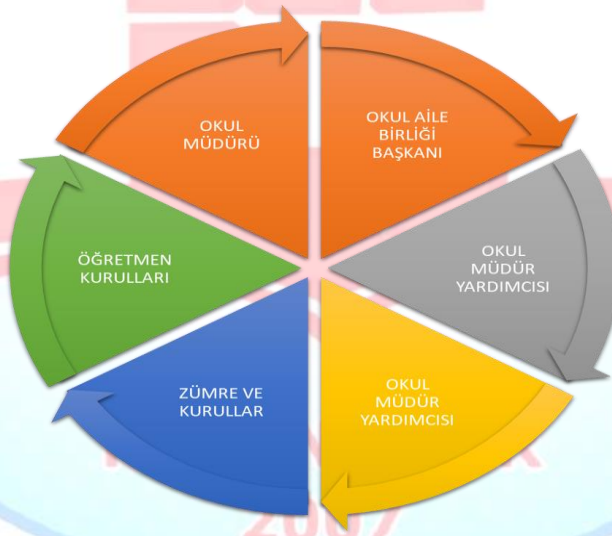 OKUL
MÜDÜRÜ
OKUL AİLE
BİRLİĞİ
BAŞKANI
OKUL
MÜDÜR
YARDIMCISI
OKUL
MÜDÜR
YARDIMCISI
ZÜMRE VE
KURULLAR
ÖĞRETMEN
KURULLARI
2007